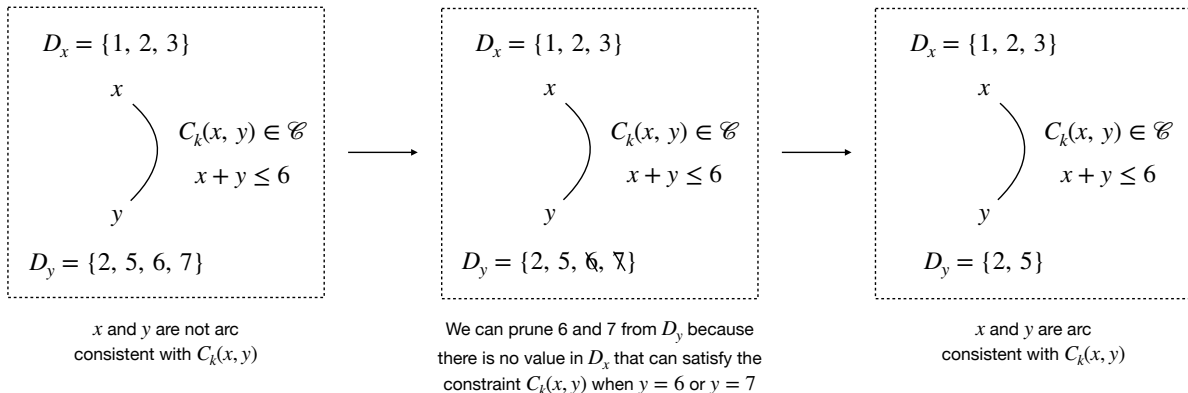 D_x = {1, 2, 3}
x
C_k(x, y) ∈ 𝒞
x + y ≤ 6
y
D_y = {2, 5, 6, 7}
x and y are not arc
consistent with C_k(x, y)
D_x = {1, 2, 3}
x
C_k(x, y) ∈ 𝒞
x + y ≤ 6
y
D_y = {2, 5, 6, 7}
We can prune 6 and 7 from D_y because
there is no value in D_x that can satisfy the
constraint C_k(x, y) when y = 6 or y = 7
D_x = {1, 2, 3}
x
C_k(x, y) ∈ 𝒞
x + y ≤ 6
y
D_y = {2, 5}
x and y are arc
consistent with C_k(x, y)